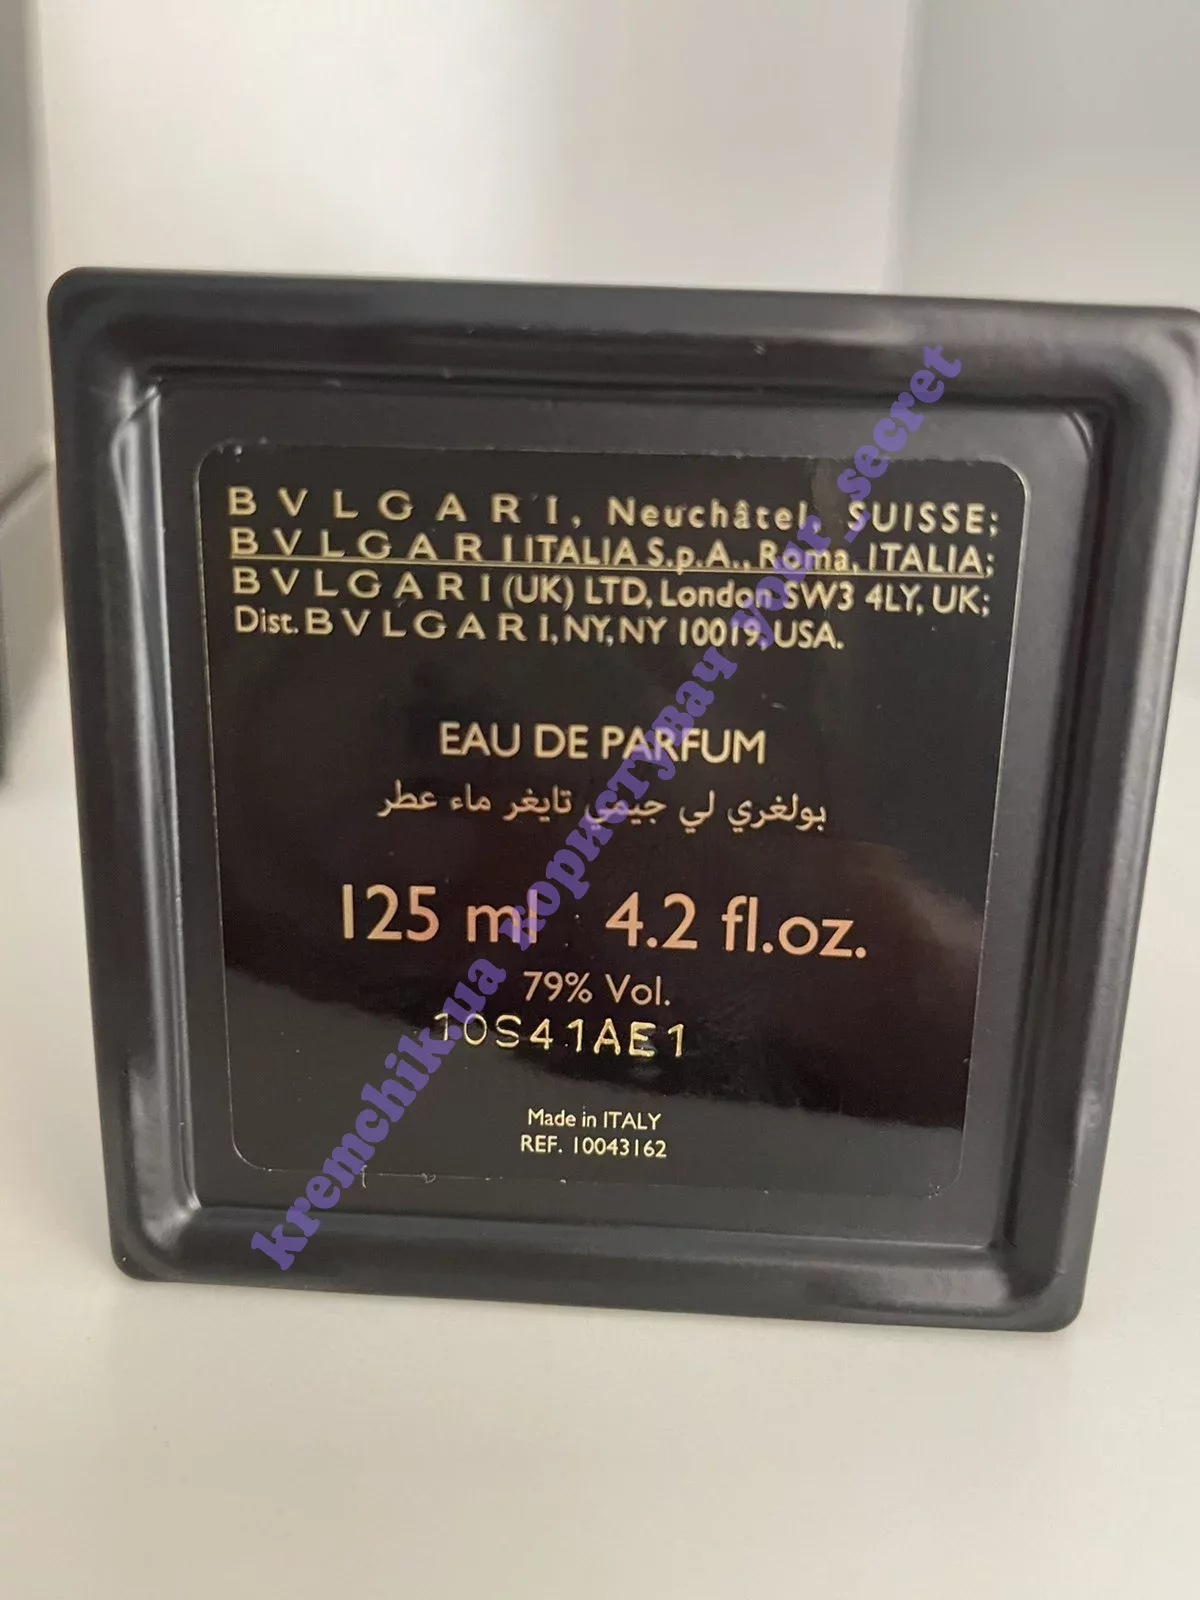 BVLGARI, Neuchâtel, SUISSE;
BVLGARI ITALIA S.p.A., Roma, ITALIA;
BVLGARI (UK) LTD, London SW3 4LY, UK;
Dist. BVLGARI, NY, NY 10019, USA.
EAU DE PARFUM
بولغري لي جيمي تايغر ماء عطر
125 ml 4.2 fl.oz.
79% Vol.
10S41AE1
Made in ITALY
REF. 10043162
kremchik.ua користувач your_secret